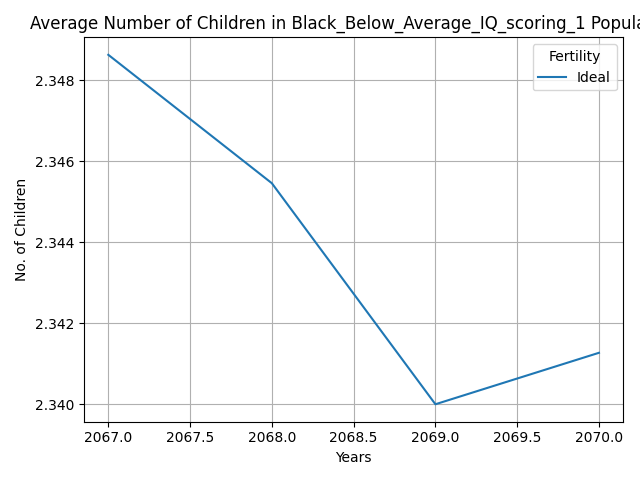 Average Number of Children in Black_Below_Average_IQ_scoring_1 Popula
Fertility
Ideal
No. of Children
2.348
2.346
2.344
2.342
2.340
2067.0 2067.5 2068.0 2068.5 2069.0 2069.5 2070.0
Years